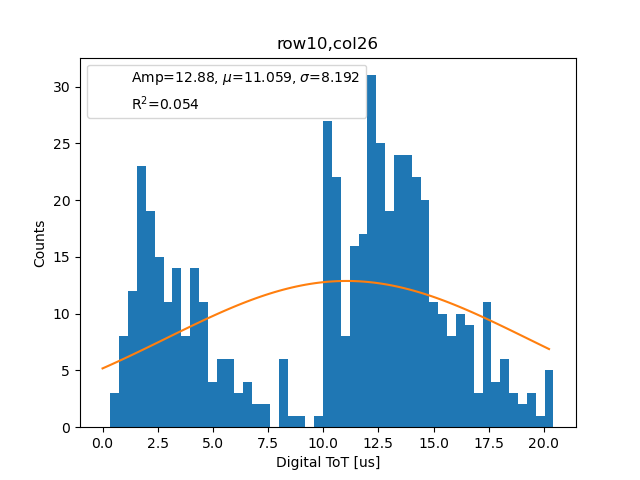 row10,col26
Amp=12.88, μ=11.059, σ=8.192
R²=0.054
Counts
30
25
20
15
10
5
0
0.0 2.5 5.0 7.5 10.0 12.5 15.0 17.5 20.0
Digital ToT [us]